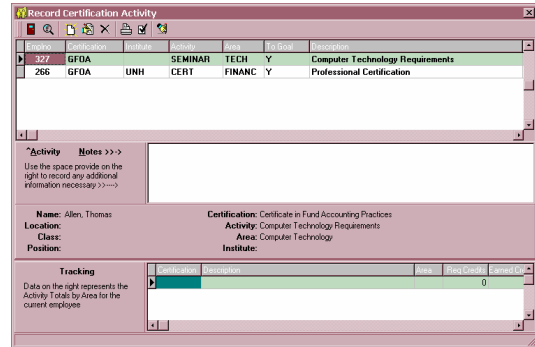 Record Certification Activity
Emplno Certification Institute Activity Area To Goal Description
327 GFOA SEMINAR TECH Y Computer Technology Requirements
266 GFOA UNH CERT FINANC Y Professional Certification
^Activity Notes >>->
Use the space provide on the
right to record any additional
information necessary >>---->
Name: Allen, Thomas Certification: Certificate in Fund Accounting Practices
Location: Activity: Computer Technology Requirements
Class: Area: Computer Technology
Position: Institute:
Tracking
Data on the right represents the
Activity Totals by Area for the
current employee
Certification Description Area Req Credits Earned Cre
0